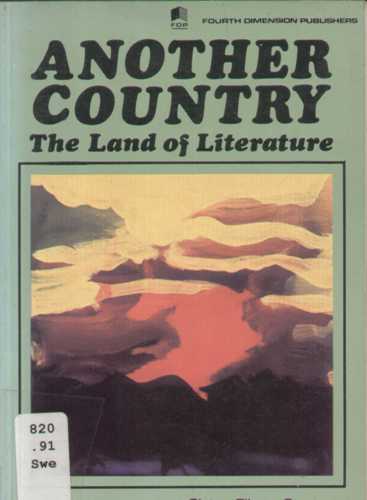 FDP
FOURTH DIMENSION PUBLISHERS
ANOTHER
COUNTRY
The Land of Literature
820
.91
Swe